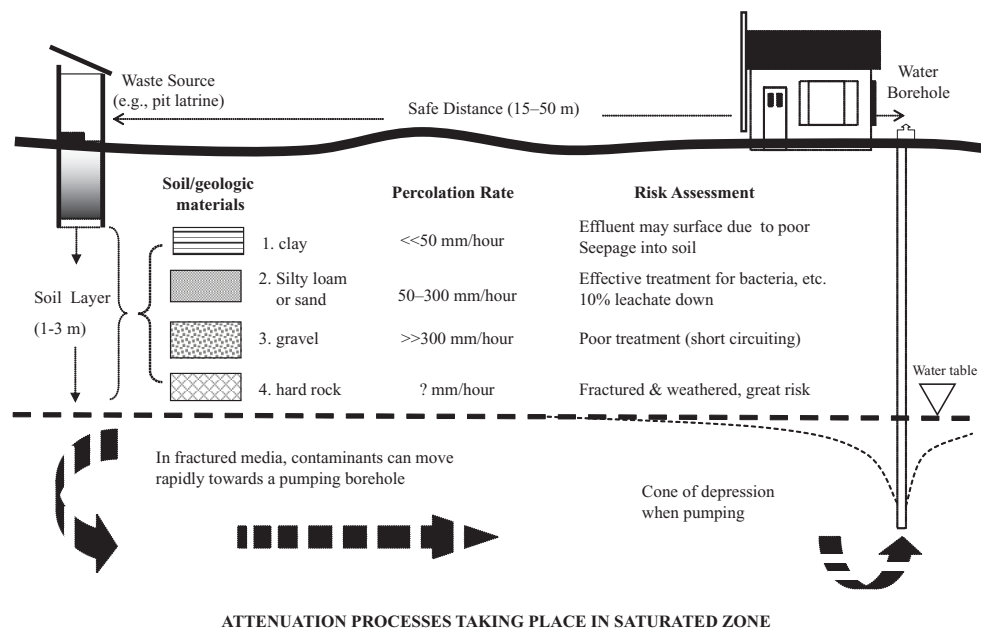 Waste Source
(e.g., pit latrine)
Safe Distance (15–50 m)
Water
Borehole
Soil/geologic
materials
Percolation Rate
Risk Assessment
1. clay
<<50 mm/hour
Effluent may surface due to poor
Seepage into soil
2. Silty loam
or sand
50–300 mm/hour
Effective treatment for bacteria, etc.
10% leachate down
Soil Layer
(1-3 m)
3. gravel
>>300 mm/hour
Poor treatment (short circuiting)
4. hard rock
? mm/hour
Fractured & weathered, great risk
Water table
In fractured media, contaminants can move
rapidly towards a pumping borehole
Cone of depression
when pumping
ATTENUATION PROCESSES TAKING PLACE IN SATURATED ZONE